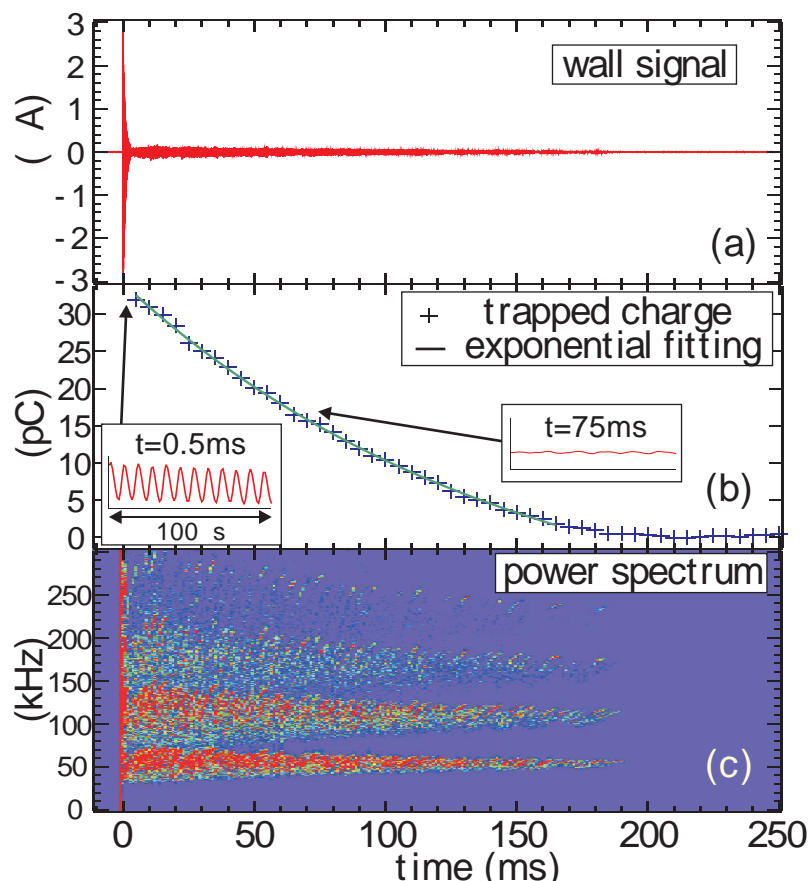 3
2
1
0
-1
-2
-3
( A)
wall signal
(a)
30
25
20
15
10
5
0
(pC)
+ trapped charge
— exponential fitting
t=0.5ms
100 s
t=75ms
(b)
250
200
150
100
50
0
(kHz)
power spectrum
(c)
0 50 100 150 200 250
time (ms)